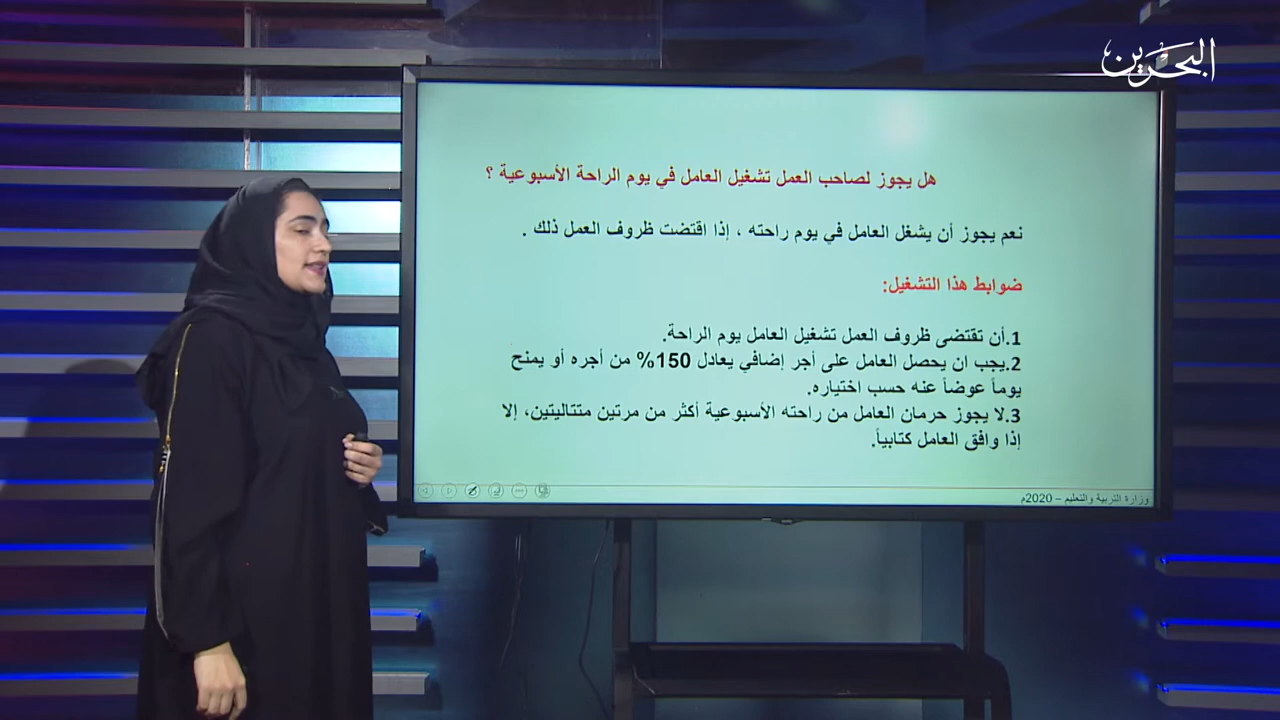 البحرين
هل يجوز لصاحب العمل تشغيل العامل في يوم الراحة الأسبوعية ؟
نعم يجوز أن يشغل العامل في يوم راحته ، إذا اقتضت ظروف العمل ذلك .
ضوابط هذا التشغيل:
1.أن تقتضى ظروف العمل تشغيل العامل يوم الراحة.
2.يجب ان يحصل العامل على أجر إضافي يعادل 150% من أجره أو يمنح
يوماً عوضاً عنه حسب اختياره.
3.لا يجوز حرمان العامل من راحته الأسبوعية أكثر من مرتين متتاليتين، إلا
إذا وافق العامل كتابياً.
وزارة التربية والتعليم – 2020م